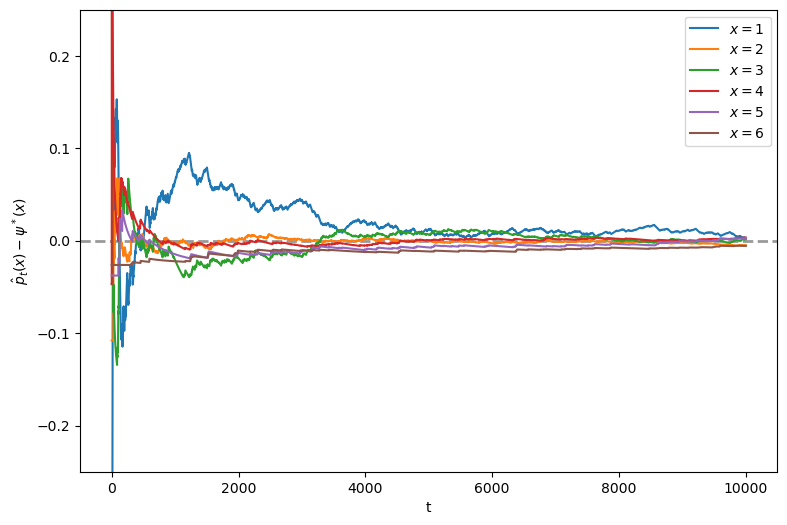 x = 1
x = 2
x = 3
x = 4
x = 5
x = 6
0.2
0.1
0.0
−0.1
−0.2
p̂ₜ(x) − ψ*(x)
0 2000 4000 6000 8000 10000
t